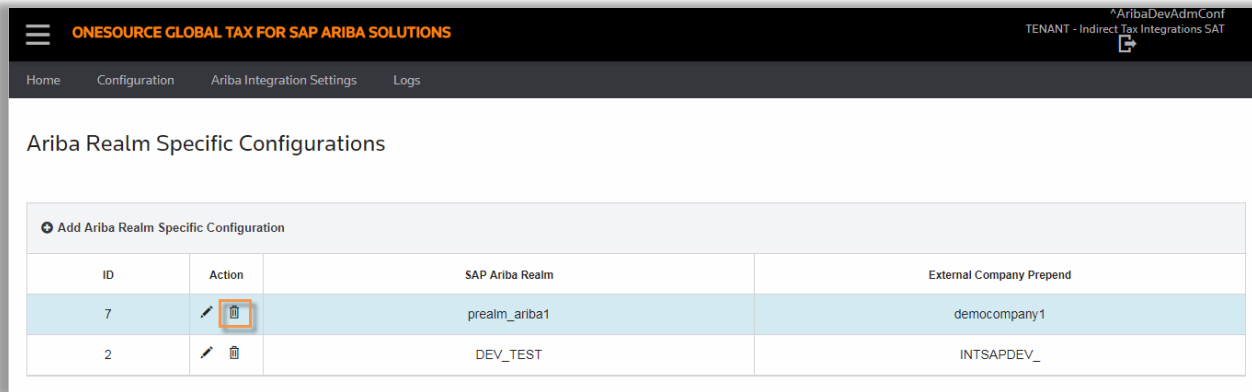 ^AribaDevAdmConf
ONESOURCE GLOBAL TAX FOR SAP ARIBA SOLUTIONS
TENANT - Indirect Tax Integrations SAT
Home Configuration Ariba Integration Settings Logs
Ariba Realm Specific Configurations
Add Ariba Realm Specific Configuration
ID Action SAP Ariba Realm External Company Prepend
7 prealm_ariba1 democompany1
2 DEV_TEST INTSAPDEV_